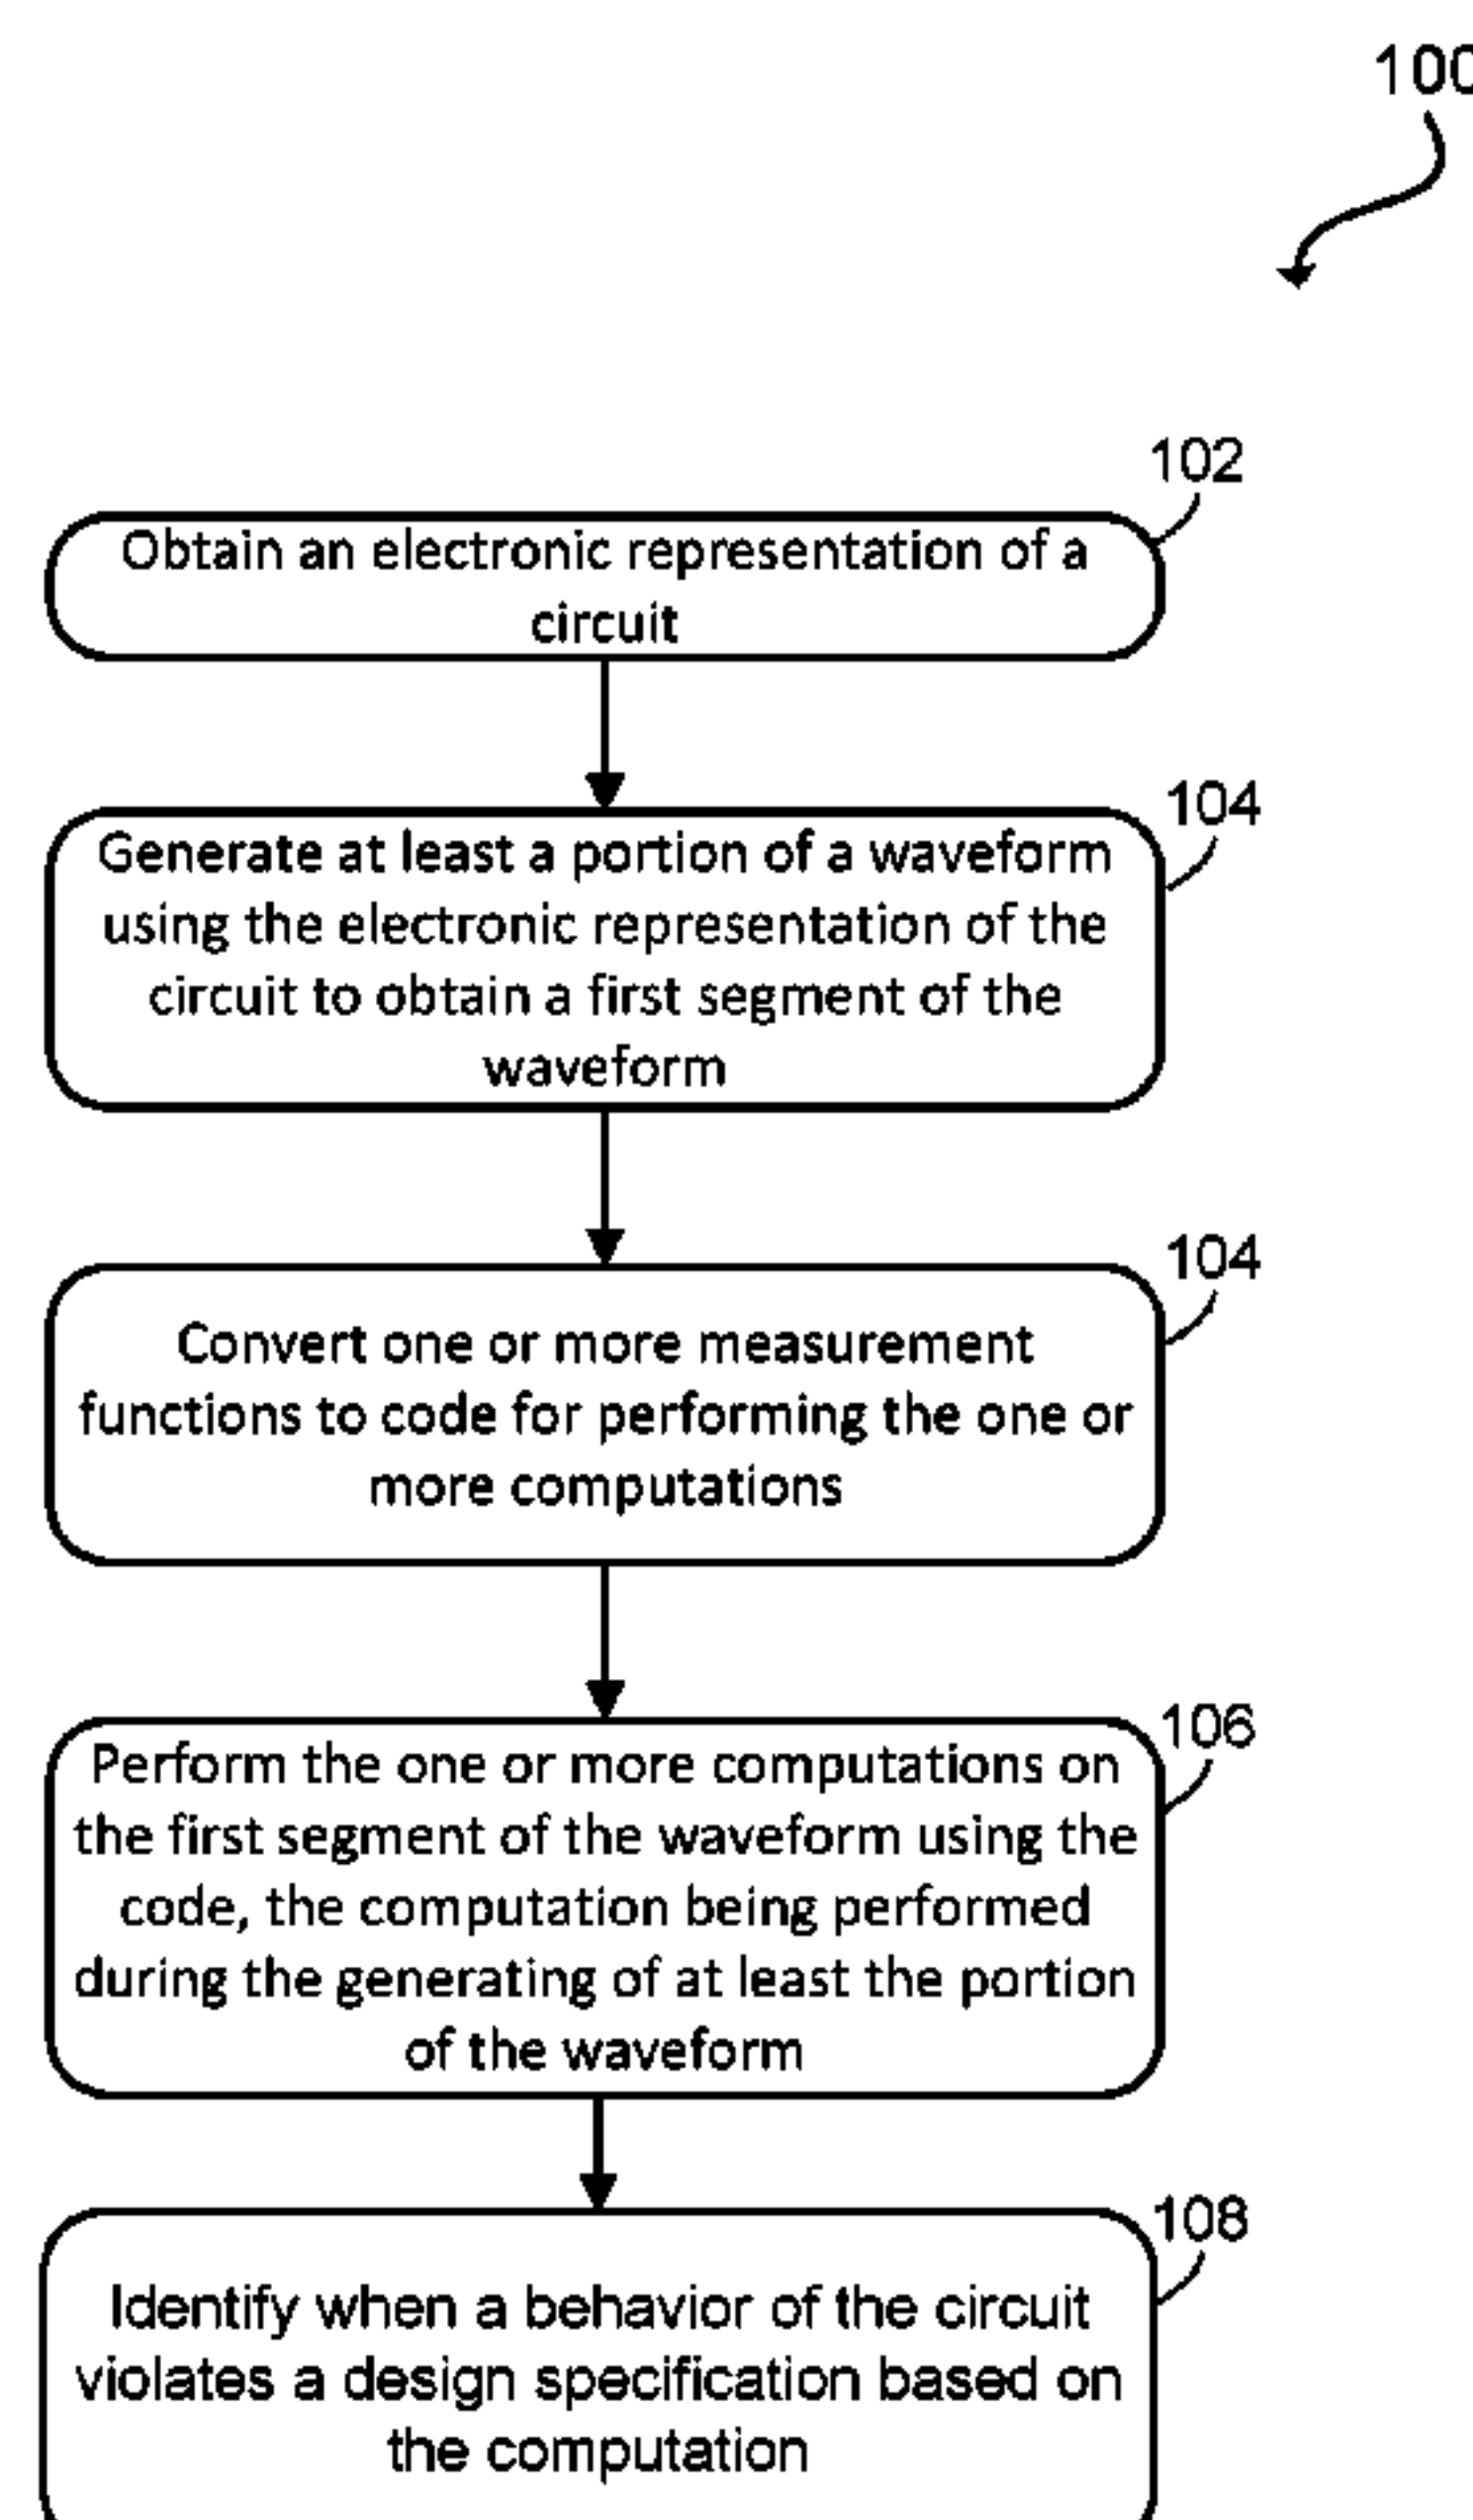 100
102
Obtain an electronic representation of a
circuit
104
Generate at least a portion of a waveform
using the electronic representation of the
circuit to obtain a first segment of the
waveform
104
Convert one or more measurement
functions to code for performing the one or
more computations
106
Perform the one or more computations on
the first segment of the waveform using the
code, the computation being performed
during the generating of at least the portion
of the waveform
108
Identify when a behavior of the circuit
violates a design specification based on
the computation